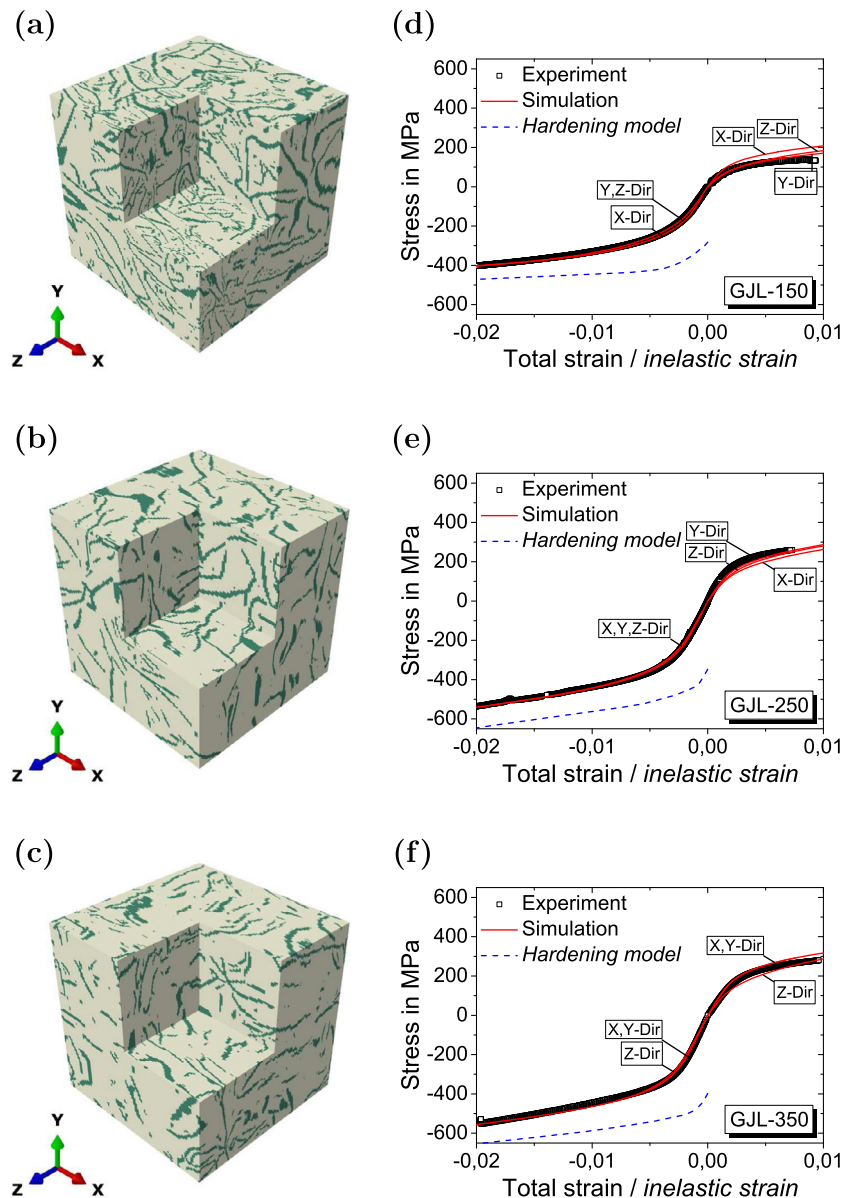 (a)
Y
Z
X
(d)
600
400
200
0
-200
-400
-600
Stress in MPa
Experiment
Simulation
Hardening model
X-Dir
Z-Dir
Y-Dir
Y,Z-Dir
X-Dir
GJL-150
-0,02
-0,01
0,00
0,01
Total strain / inelastic strain
(b)
Y
Z
X
(e)
600
400
200
0
-200
-400
-600
Stress in MPa
Experiment
Simulation
Hardening model
Y-Dir
Z-Dir
X-Dir
X,Y,Z-Dir
GJL-250
-0,02
-0,01
0,00
0,01
Total strain / inelastic strain
(c)
Y
Z
X
(f)
600
400
200
0
-200
-400
-600
Stress in MPa
Experiment
Simulation
Hardening model
X,Y-Dir
Z-Dir
X,Y-Dir
Z-Dir
GJL-350
-0,02
-0,01
0,00
0,01
Total strain / inelastic strain